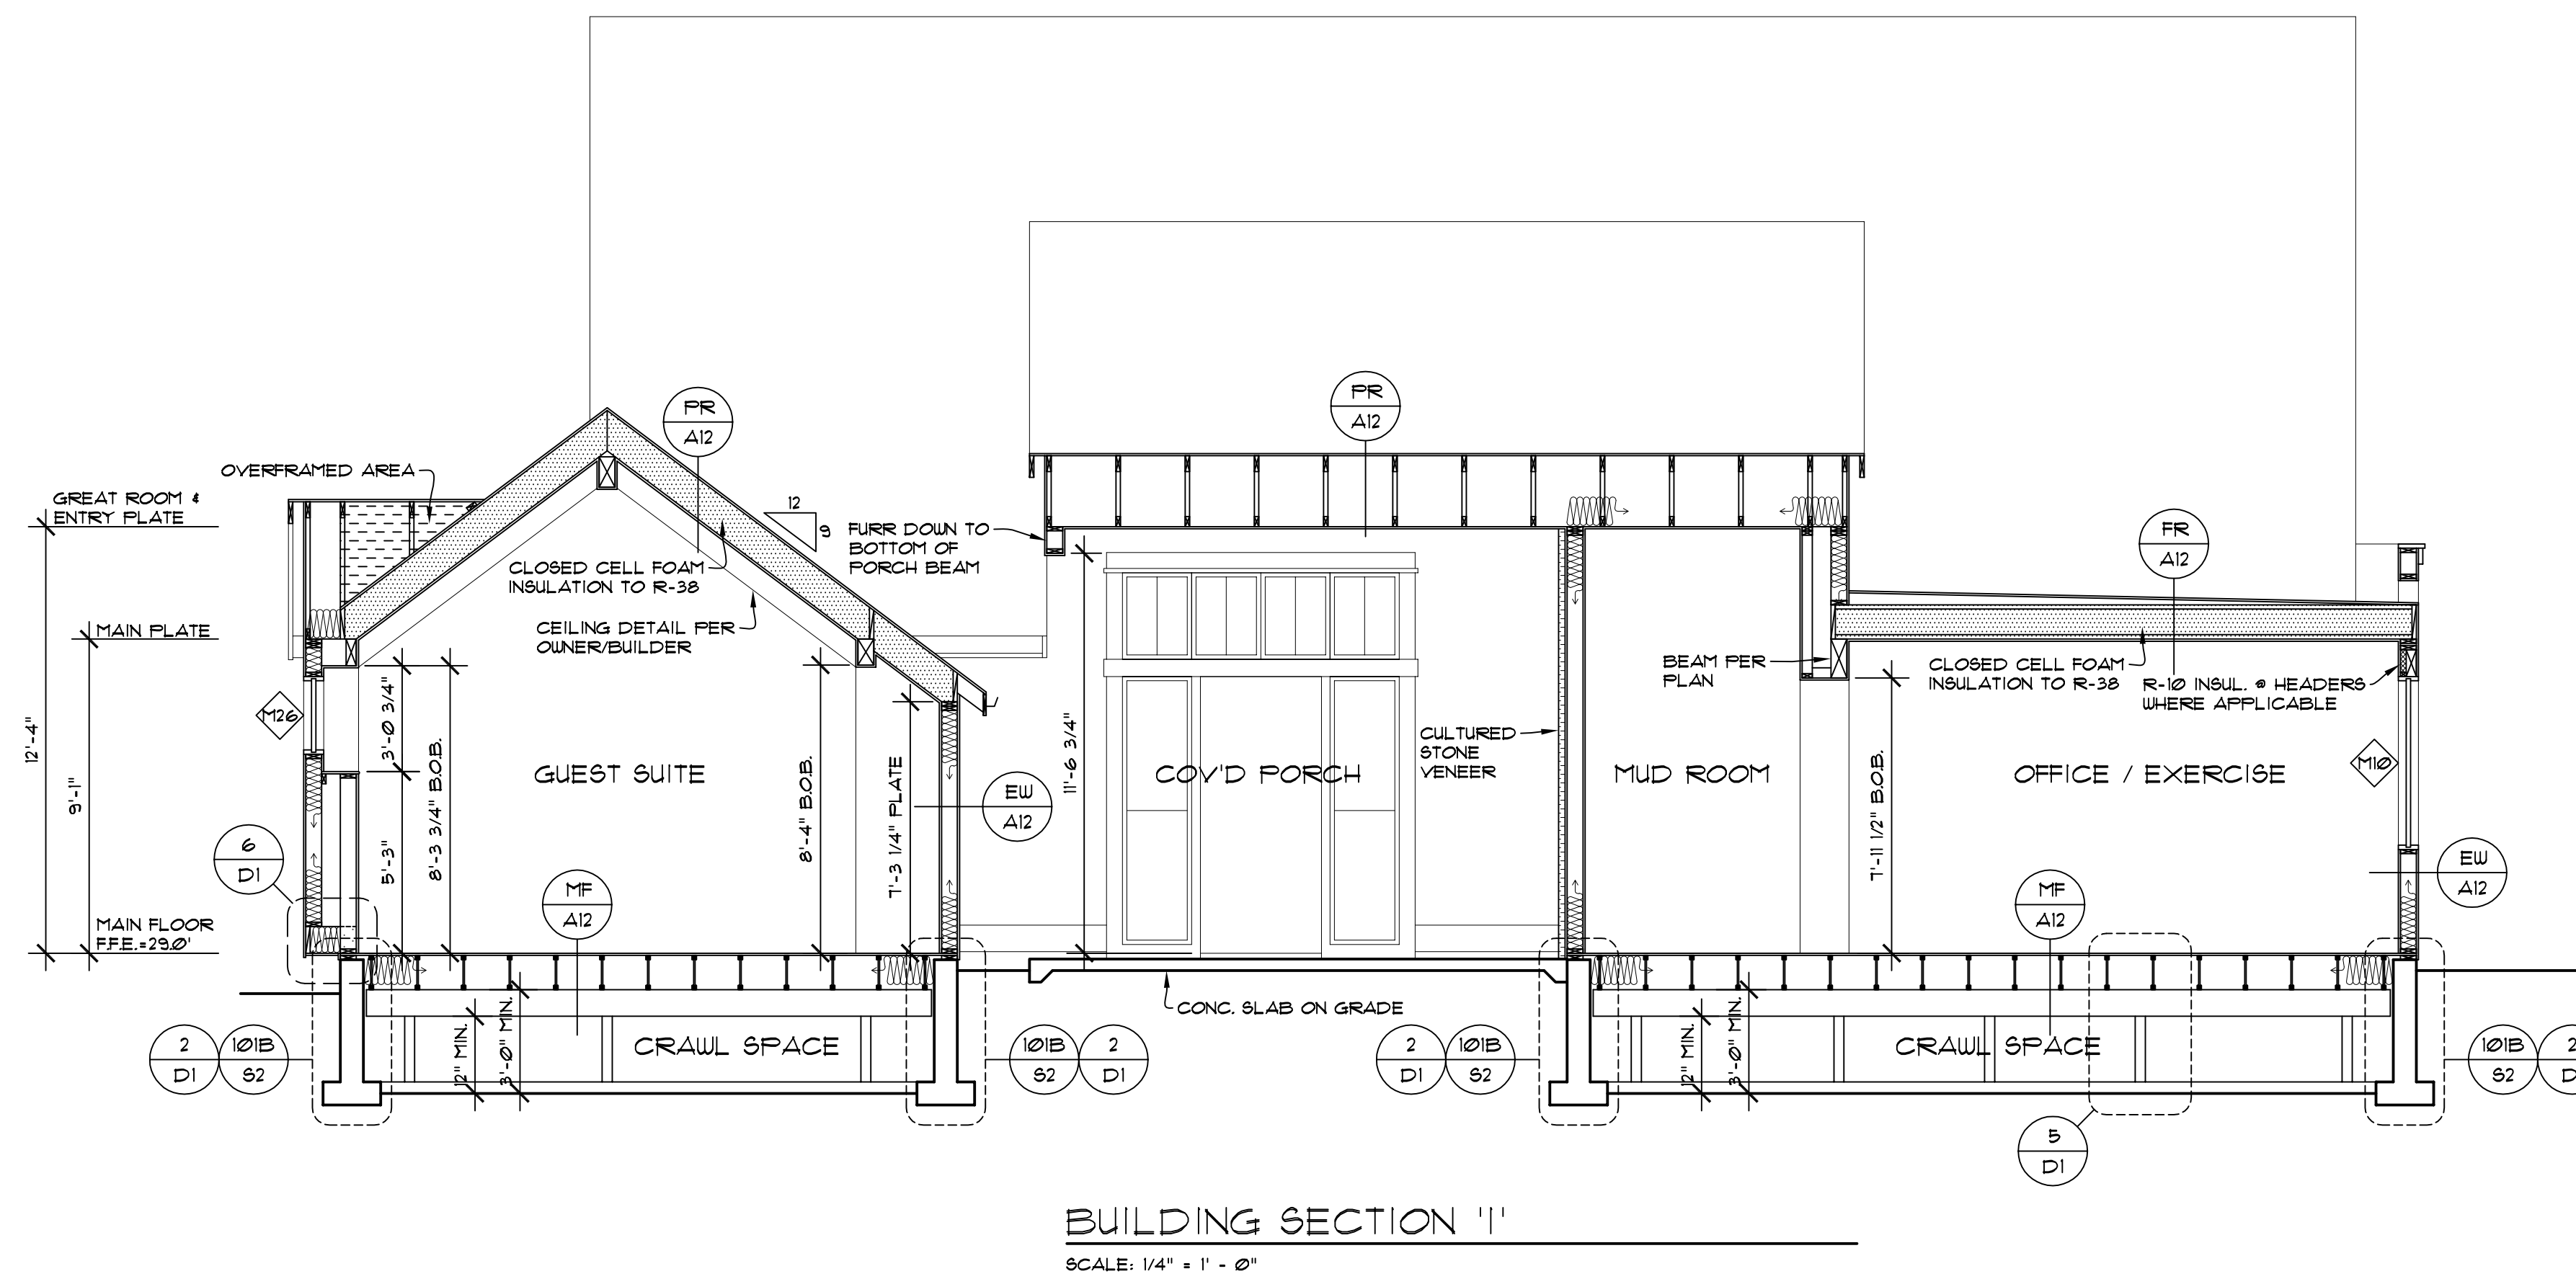 PR
A12
PR
A12
OVERFRAMED AREA
GREAT ROOM &
ENTRY PLATE
12
9
FURR DOWN TO
BOTTOM OF
PORCH BEAM
FR
A12
CLOSED CELL FOAM
INSULATION TO R-38
CEILING DETAIL PER
OWNER/BUILDER
MAIN PLATE
BEAM PER
PLAN
CLOSED CELL FOAM
INSULATION TO R-38
R-10 INSUL. @ HEADERS
WHERE APPLICABLE
M26
12'-4"
9'-1"
3'-0 3/4"
5'-3"
8'-3 3/4" B.O.B.
GUEST SUITE
8'-4" B.O.B.
7'-3 1/4" PLATE
EW
A12
11'-6 3/4"
COV'D PORCH
CULTURED
STONE
VENEER
MUD ROOM
7'-11 1/2" B.O.B.
OFFICE / EXERCISE
M10
6
D1
MF
A12
MF
A12
EW
A12
MAIN FLOOR
F.F.E.=29.0'
CONC. SLAB ON GRADE
2
D1
101B
S2
12" MIN.
3'-0" MIN.
CRAWL SPACE
101B
S2
2
D1
2
D1
101B
S2
12" MIN.
3'-0" MIN.
CRAWL SPACE
101B
S2
2
D
5
D1
BUILDING SECTION 'I'
SCALE: 1/4" = 1' - 0"